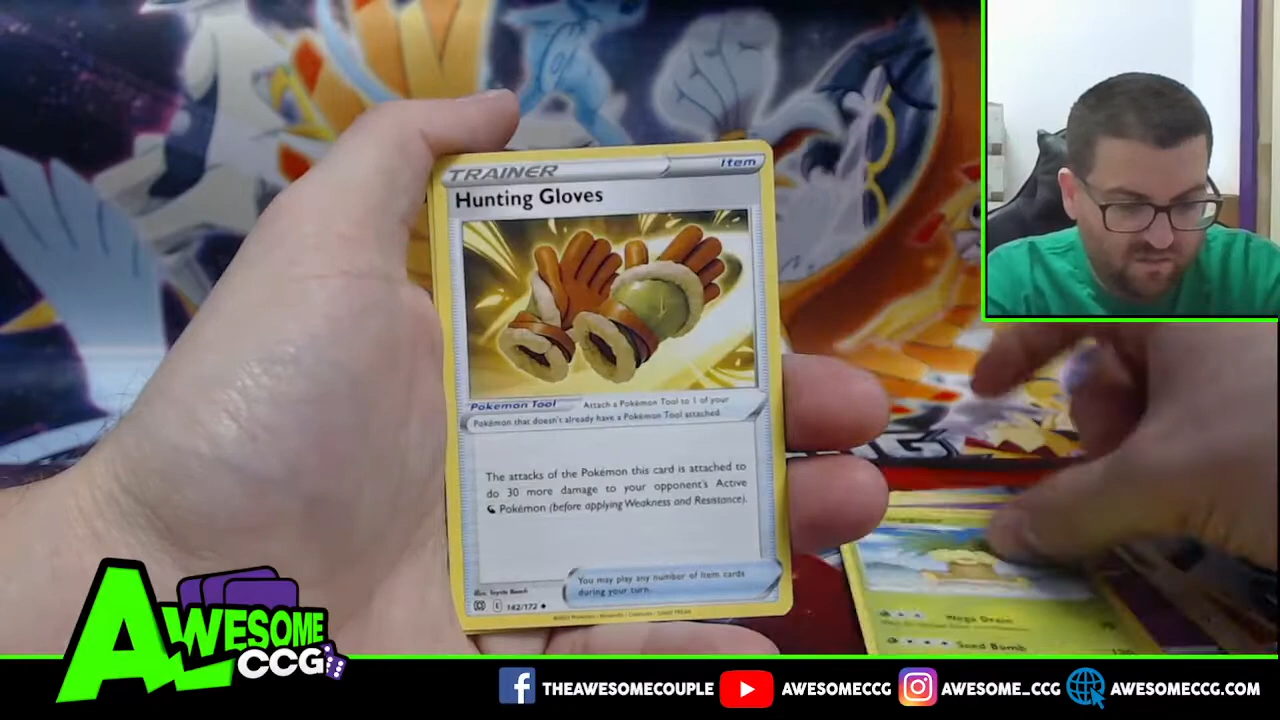 TRAINER Item
Hunting Gloves
Pokémon Tool Attach a Pokémon Tool to 1 of your
Pokémon that doesn't already have a Pokémon Tool attached.
The attacks of the Pokémon this card is attached to
do 30 more damage to your opponent's Active
Pokémon (before applying Weakness and Resistance).
You may play any number of Item cards
during your turn.
142/172
Mega Drain
Sand Bomb
AWESOME
CCG
THEAWESOMECOUPLE AWESOMECCG AWESOME_CCG AWESOMECCG.COM